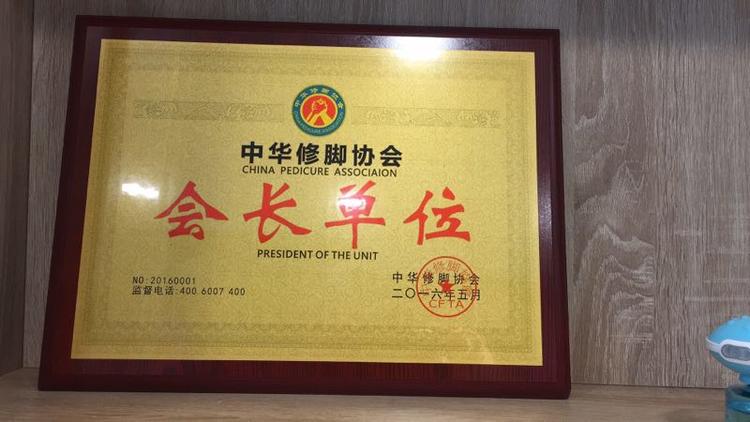 中华修脚协会
CHINA PEDICURE ASSOCIAION
会长单位
PRESIDENT OF THE UNIT
NO:20160001
监督电话:400 6007 400
中华修脚协会
二〇一六年五月
CFTA